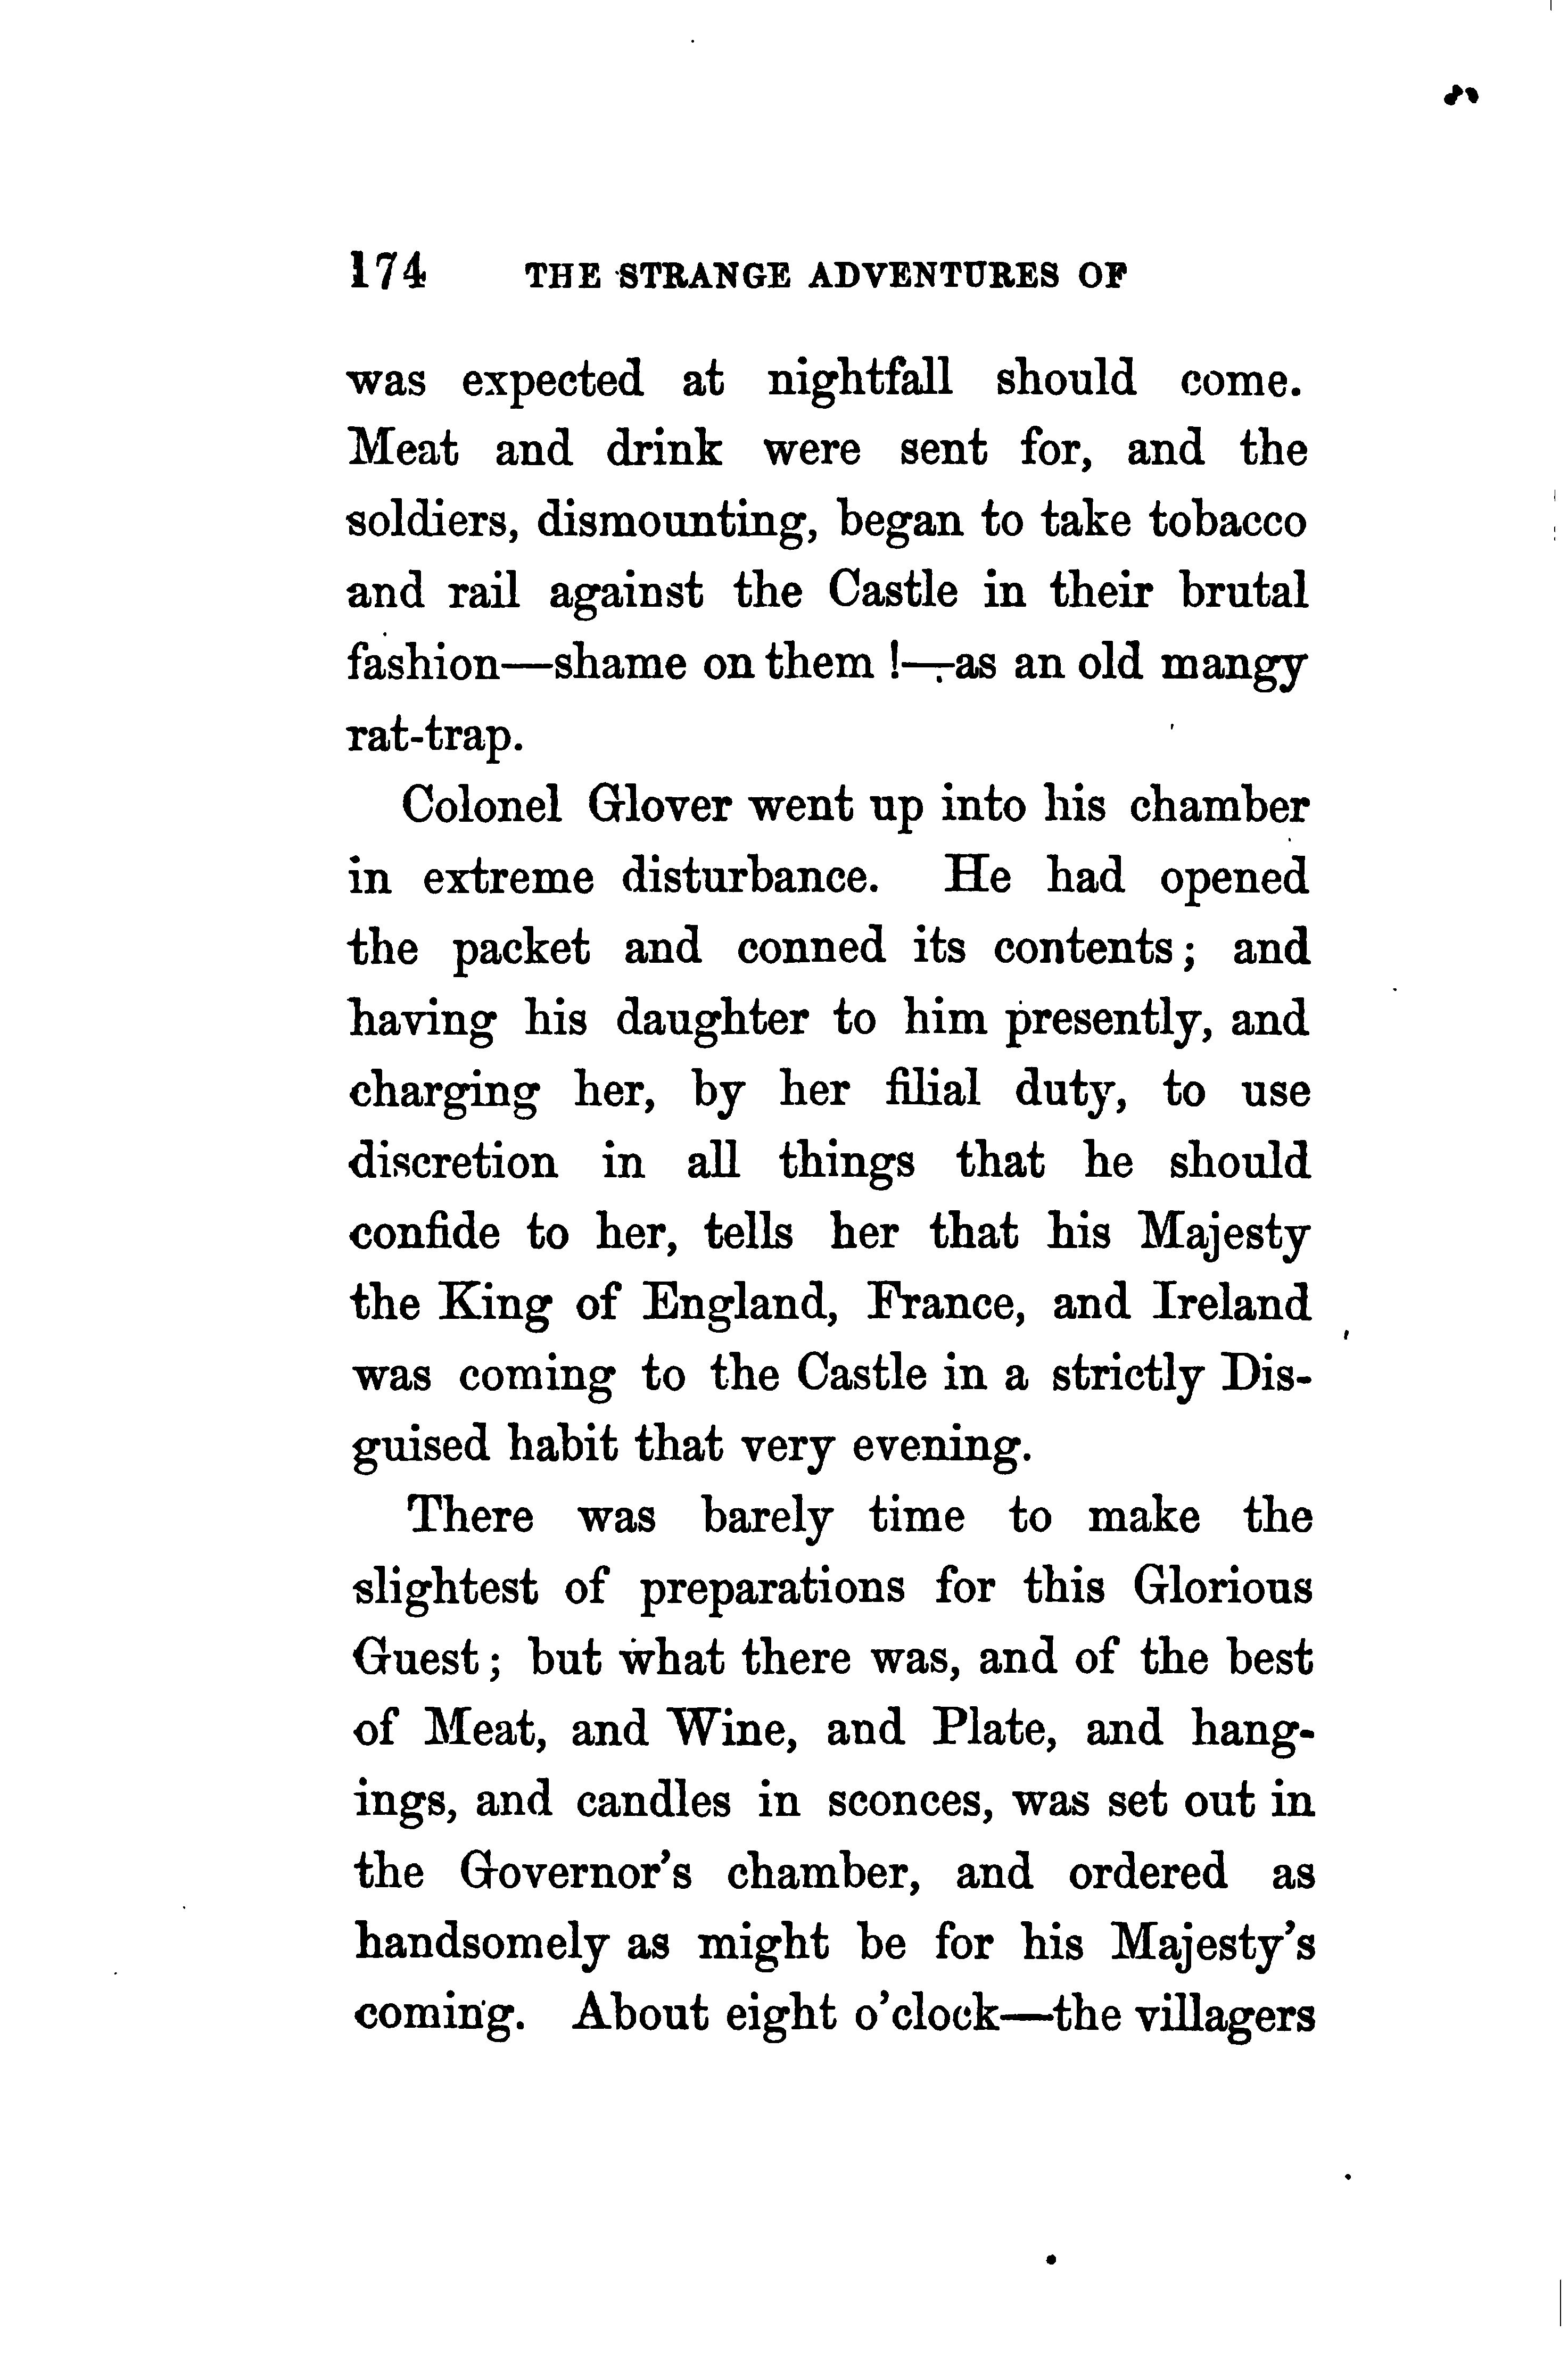 174 THE STRANGE ADVENTURES OF
was expected at nightfall should come.
Meat and drink were sent for, and the
soldiers, dismounting, began to take tobacco
and rail against the Castle in their brutal
fashion—shame on them !—as an old mangy
rat-trap.
Colonel Glover went up into his chamber
in extreme disturbance. He had opened
the packet and conned its contents; and
having his daughter to him presently, and
charging her, by her filial duty, to use
discretion in all things that he should
confide to her, tells her that his Majesty
the King of England, France, and Ireland
was coming to the Castle in a strictly Dis-
guised habit that very evening.
There was barely time to make the
slightest of preparations for this Glorious
Guest; but what there was, and of the best
of Meat, and Wine, and Plate, and hang-
ings, and candles in sconces, was set out in
the Governor's chamber, and ordered as
handsomely as might be for his Majesty's
coming. About eight o'clock—the villagers